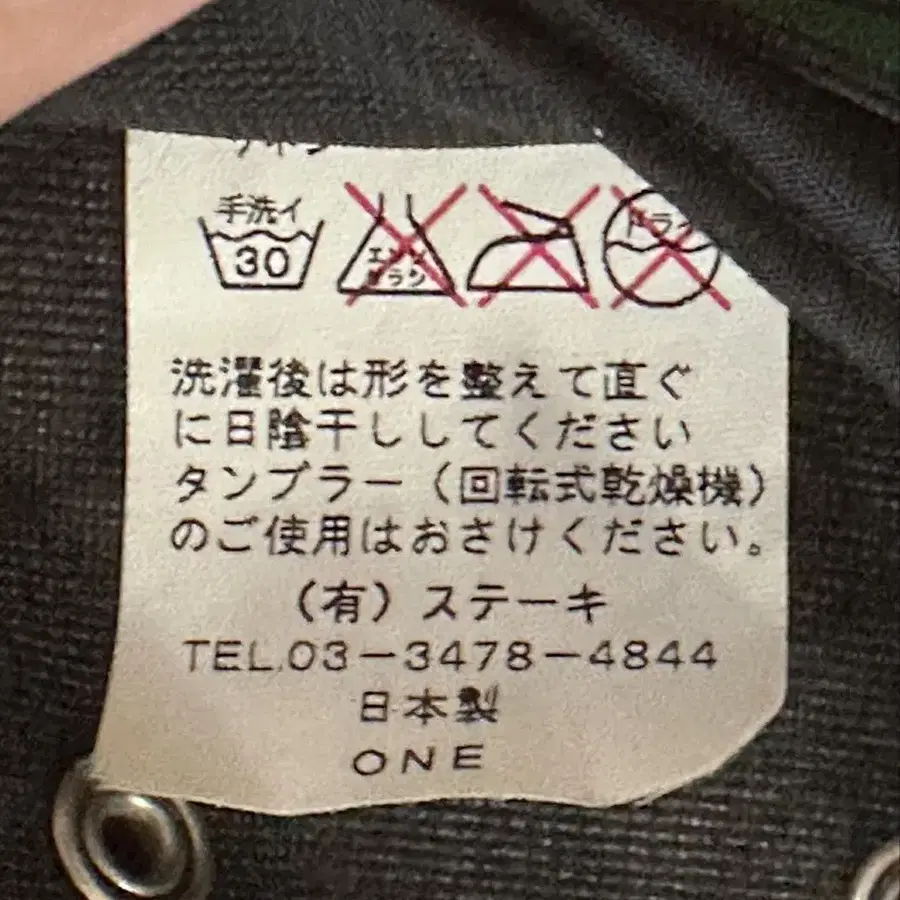 手洗イ
30
洗濯後は形を整えて直ぐ
に日陰干ししてください
タンブラー（回転式乾燥機）
のご使用はおさけください。
（有）ステーキ
TEL.03－3478－4844
日本製
ONE